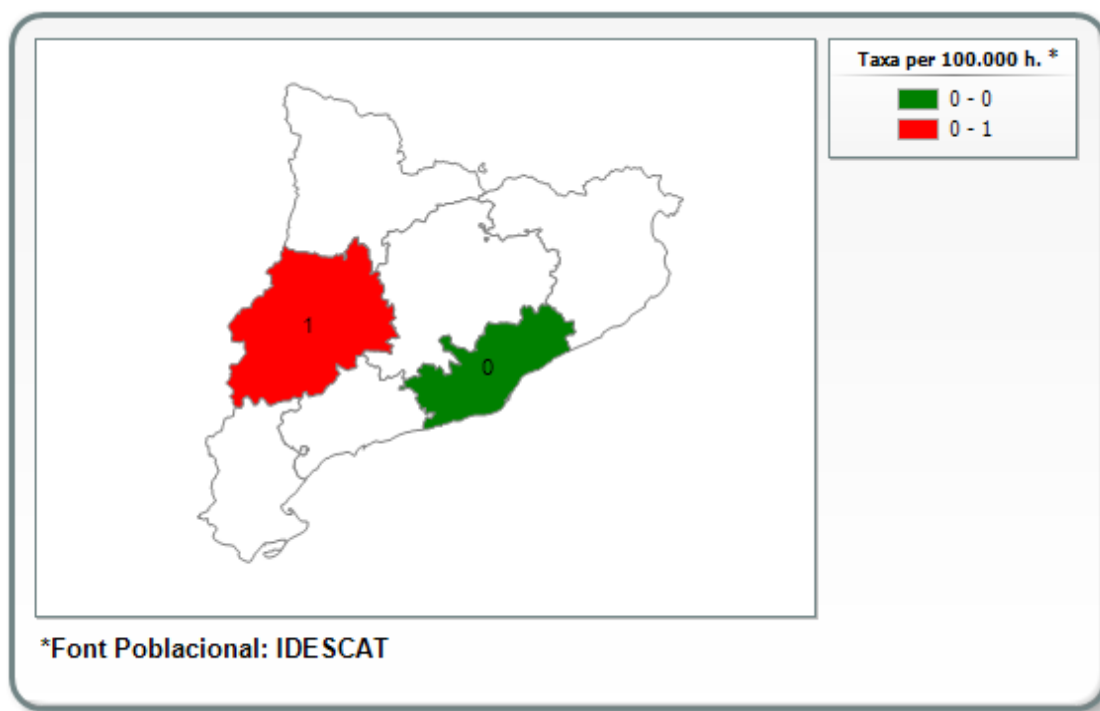 Taxa per 100.000 h. *
0 - 0
0 - 1
1
0
*Font Poblacional: IDESCAT